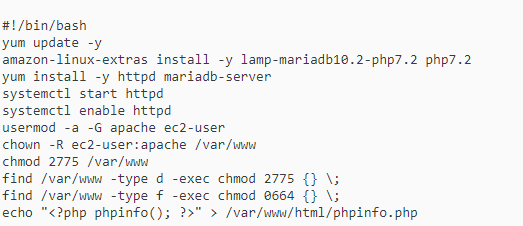 #!/bin/bash
yum update -y
amazon-linux-extras install -y lamp-mariadb10.2-php7.2 php7.2
yum install -y httpd mariadb-server
systemctl start httpd
systemctl enable httpd
usermod -a -G apache ec2-user
chown -R ec2-user:apache /var/www
chmod 2775 /var/www
find /var/www -type d -exec chmod 2775 {} \;
find /var/www -type f -exec chmod 0664 {} \;
echo "<?php phpinfo(); ?>" > /var/www/html/phpinfo.php